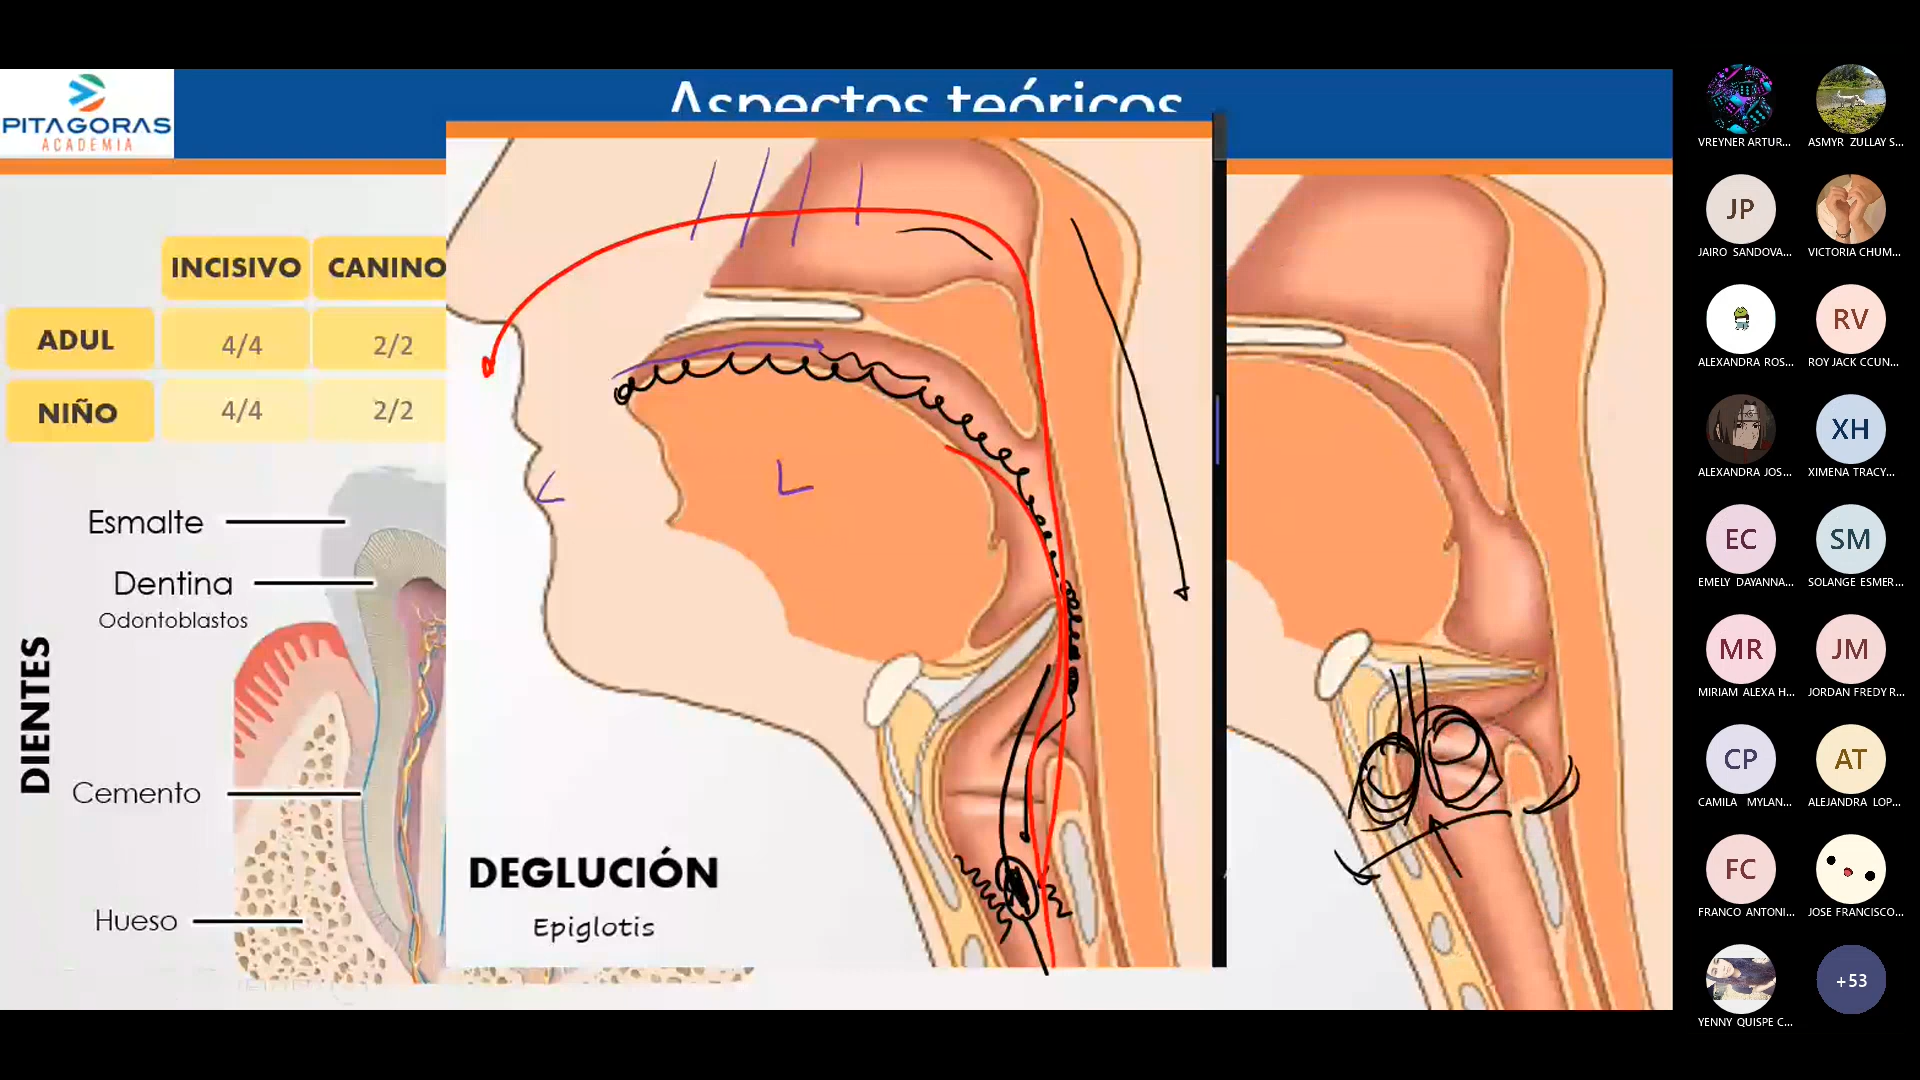 PITAGORAS
ACADEMIA
Aspectos teóricos
INCISIVO
CANINO
ADUL
4/4
2/2
NIÑO
4/4
2/2
DIENTES
Esmalte
Dentina
Odontoblastos
Cemento
Hueso
DEGLUCIÓN
Epiglotis
VREYNER ARTUR...
ASMYR ZULLAY S...
JP
JAIRO SANDOVA...
VICTORIA CHUM...
ALEXANDRA ROS...
RV
ROY JACK CCUN...
ALEXANDRA JOS...
XH
XIMENA TRACY...
EC
EMELY DAYANNA...
SM
SOLANGE ESMER...
MR
MIRIAM ALEXA H...
JM
JORDAN FREDY R...
CP
CAMILA MYLAN...
AT
ALEJANDRA LOP...
FC
FRANCO ANTONI...
JOSE FRANCISCO...
YENNY QUISPE C...
+53